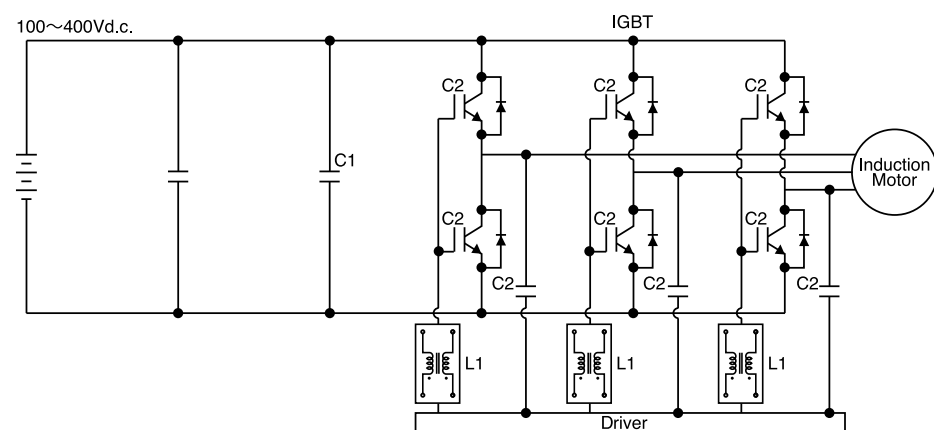 100～400Vd.c.
IGBT
C2
C2
C2
C1
Induction
Motor
C2
C2
C2
C2
C2
C2
L1
L1
L1
Driver